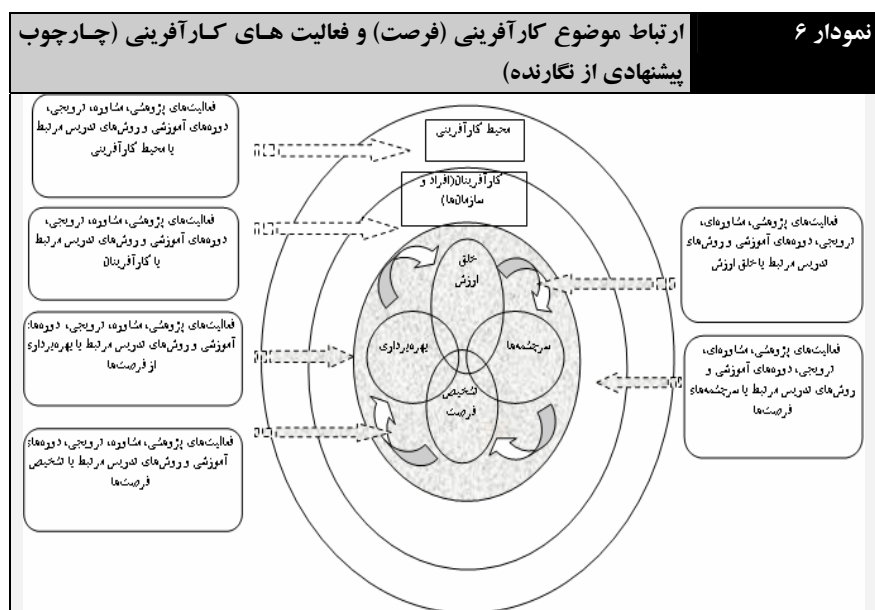 نمودار ۶
ارتباط موضوع کارآفرینی (فرصت) و فعالیت های کـارآفرینی (چـارچوب
پیشنهادی از نگارنده)
محیط کارآفرینی
کارآفرینان(افراد و
سازمان‌ها)
خلق
ارزش
سرچشمه‌ها
بهره‌برداری
تشخیص
فرصت
فعالیت‌های پژوهشی، مشاوره‌ای،
ترویجی، دوره‌های آموزشی و روش‌های
تدریس مرتبط با خلق ارزش
فعالیت‌های پژوهشی، مشاوره‌ای،
ترویجی، دوره‌های آموزشی و
روش‌های تدریس مرتبط با سرچشمه‌های
فرصت‌ها
فعالیت‌های پژوهشی، مشاوره، ترویجی،
دوره‌های آموزشی و روش‌های تدریس مرتبط
با محیط کارآفرینی
فعالیت‌های پژوهشی، مشاوره، ترویجی،
دوره‌های آموزشی و روش‌های تدریس مرتبط
با کارآفرینان
فعالیت‌های پژوهشی، مشاوره، ترویجی، دوره‌های
آموزشی و روش‌های تدریس مرتبط با بهره‌برداری
از فرصت‌ها
فعالیت‌های پژوهشی، مشاوره، ترویجی، دوره‌های
آموزشی و روش‌های تدریس مرتبط با تشخیص
فرصت‌ها